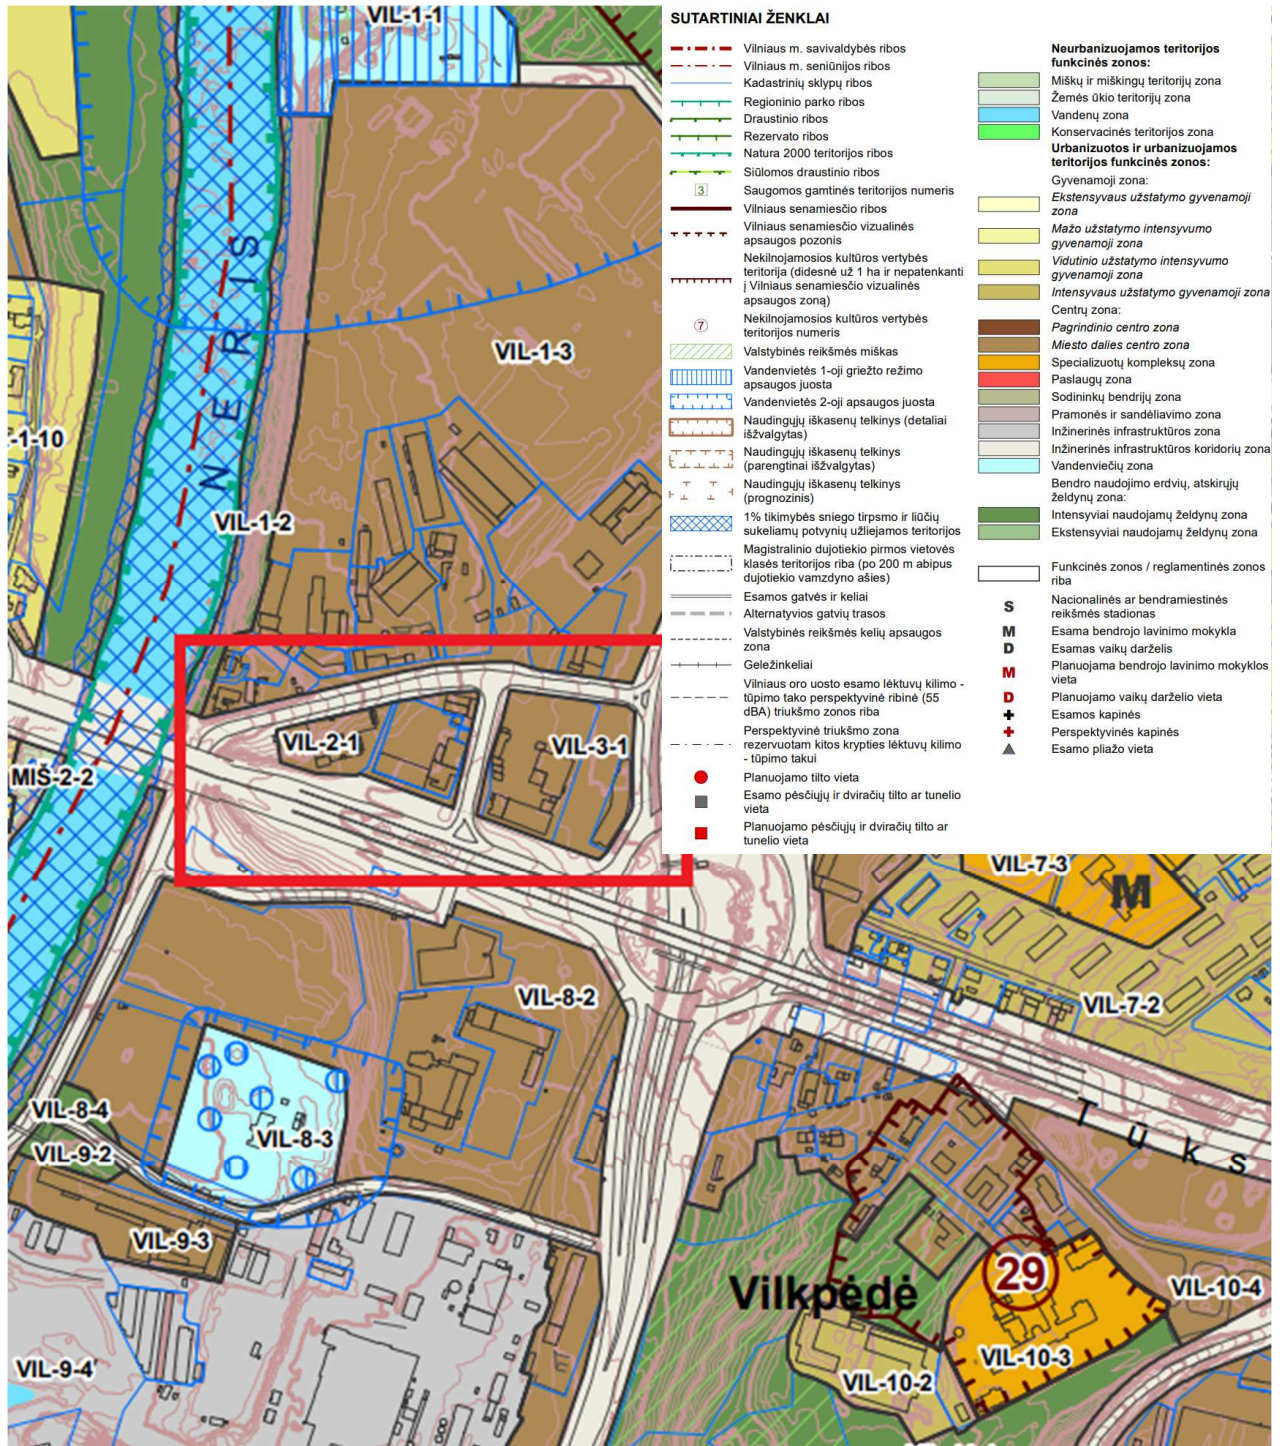 SUTARTINIAI ŽENKLAI
Vilniaus m. savivaldybės ribos
Vilniaus m. seniūnijos ribos
Kadastrinių sklypų ribos
Regioninio parko ribos
Draustinio ribos
Rezervato ribos
Natura 2000 teritorijos ribos
Siūlomos draustinio ribos
3
Saugomos gamtinės teritorijos numeris
Vilniaus senamiesčio ribos
Vilniaus senamiesčio vizualinės
apsaugos pozonis
Nekilnojamosios kultūros vertybės
teritorija (didesnė už 1 ha ir nepatenkanti
į Vilniaus senamiesčio vizualinės
apsaugos zoną)
7
Nekilnojamosios kultūros vertybės
teritorijos numeris
Valstybinės reikšmės miškas
Vandenvietės 1-oji griežto režimo
apsaugos juosta
Vandenvietės 2-oji apsaugos juosta
Naudingųjų iškasenų telkinys (detaliai
išžvalgytas)
Naudingųjų iškasenų telkinys
(parengtinai išžvalgytas)
Naudingųjų iškasenų telkinys
(prognozinis)
1% tikimybės sniego tirpsmo ir liūčių
sukeliamų potvynių užliejamos teritorijos
Magistralinio dujotiekio pirmos vietovės
klasės teritorijos riba (po 200 m abipus
dujotiekio vamzdyno ašies)
Esamos gatvės ir keliai
Alternatyvios gatvių trasos
Valstybinės reikšmės kelių apsaugos
zona
Geležinkeliai
Vilniaus oro uosto esamo lėktuvų kilimo -
tūpimo tako perspektyvinė ribinė (55
dBA) triukšmo zonos riba
Perspektyvinė triukšmo zona
rezervuotam kitos krypties lėktuvų kilimo
- tūpimo takui
Planuojamo tilto vieta
Esamo pėsčiųjų ir dviračių tilto ar tunelio
vieta
Planuojamo pėsčiųjų ir dviračių tilto ar
tunelio vieta
Neurbanizuojamos teritorijos
funkcinės zonos:
Miškų ir miškingų teritorijų zona
Žemės ūkio teritorijų zona
Vandenų zona
Konservacinės teritorijos zona
Urbanizuotos ir urbanizuojamos
teritorijos funkcinės zonos:
Gyvenamoji zona:
Ekstensyvaus užstatymo gyvenamoji
zona
Mažo užstatymo intensyvumo
gyvenamoji zona
Vidutinio užstatymo intensyvumo
gyvenamoji zona
Intensyvaus užstatymo gyvenamoji zona
Centrų zona:
Pagrindinio centro zona
Miesto dalies centro zona
Specializuotų kompleksų zona
Paslaugų zona
Sodininkų bendrijų zona
Pramonės ir sandėliavimo zona
Inžinerinės infrastruktūros zona
Inžinerinės infrastruktūros koridorių zona
Vandenviečių zona
Bendro naudojimo erdvių, atskirųjų
želdynų zona:
Intensyviai naudojamų želdynų zona
Ekstensyviai naudojamų želdynų zona
Funkcinės zonos / reglamentinės zonos
riba
S
Nacionalinės ar bendramiestinės
reikšmės stadionas
M
Esama bendrojo lavinimo mokykla
D
Esamas vaikų darželis
M
Planuojama bendrojo lavinimo mokyklos
vieta
D
Planuojamo vaikų darželio vieta
Esamos kapinės
Perspektyvinės kapinės
Esamo pliažo vieta
VIL-1-1
NERIS
VIL-1-3
-1-10
VIL-1-2
VIL-2-1
VIL-3-1
MIŠ-2-2
VIL-7-3
M
VIL-8-2
VIL-7-2
VIL-8-4
VIL-8-3
VIL-9-2
Tuks
VIL-9-3
29
Vilkpėdė
VIL-10-4
VIL-9-4
VIL-10-3
VIL-10-2